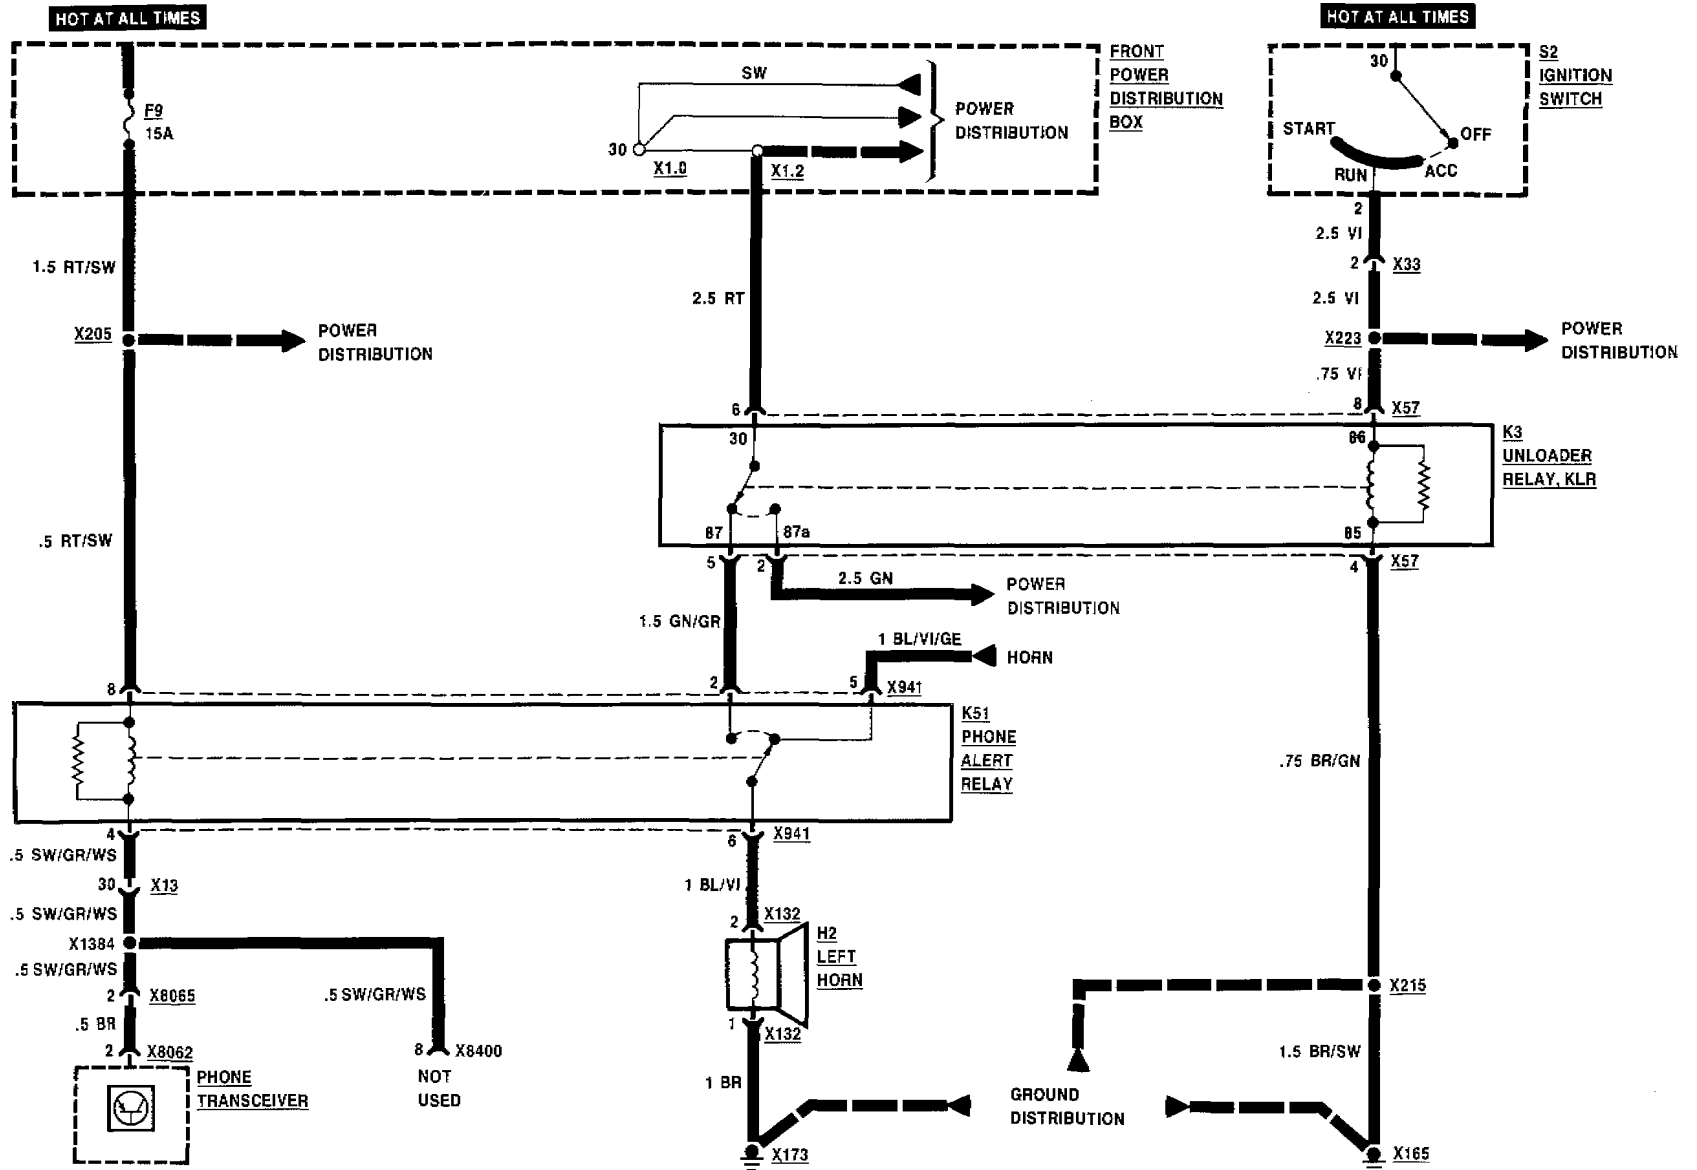 HOT AT ALL TIMES
HOT AT ALL TIMES
F9
15A
SW
30
X1.0
X1.2
POWER
DISTRIBUTION
FRONT
POWER
DISTRIBUTION
BOX
30
START
OFF
RUN
ACC
S2
IGNITION
SWITCH
2
2.5 VI
2
X33
2.5 VI
1.5 RT/SW
2.5 RT
X205
POWER
DISTRIBUTION
X223
POWER
DISTRIBUTION
.75 VI
6
8
X57
30
86
K3
UNLOADER
RELAY, KLR
87
87a
85
.5 RT/SW
5
2
4
X57
2.5 GN
POWER
DISTRIBUTION
1.5 GN/GR
1 BL/VI/GE
HORN
8
2
5
X941
K51
PHONE
ALERT
RELAY
.75 BR/GN
4
6
X941
.5 SW/GR/WS
30
X13
1 BL/VI
.5 SW/GR/WS
2
X132
X1384
H2
LEFT
HORN
.5 SW/GR/WS
2
X8065
.5 SW/GR/WS
X215
.5 BR
1
X132
2
X8062
8
X8400
NOT
USED
1.5 BR/SW
PHONE
TRANSCEIVER
1 BR
GROUND
DISTRIBUTION
X173
X165